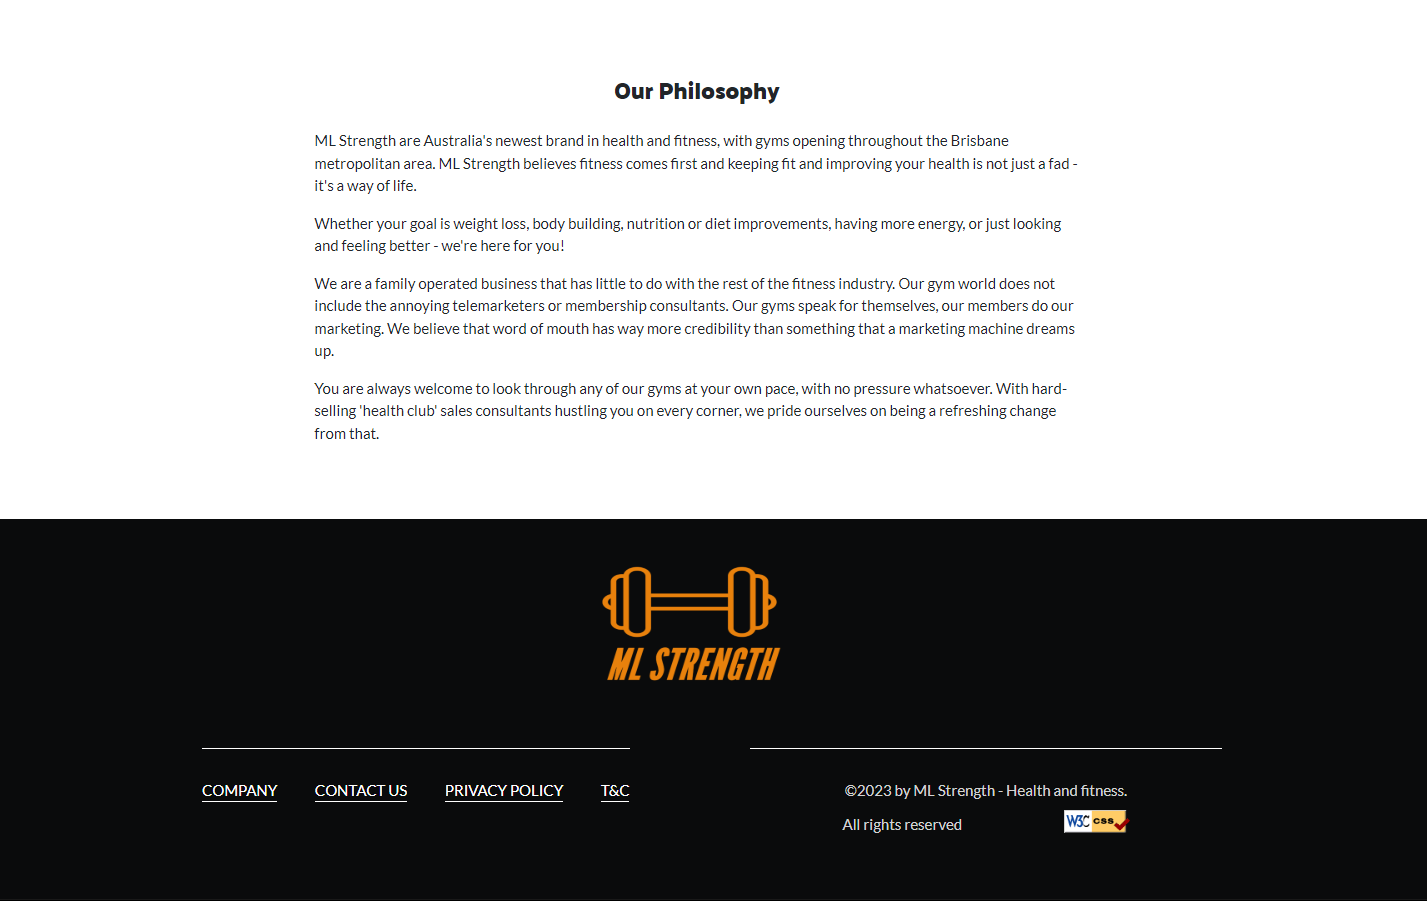 Our Philosophy
ML Strength are Australia's newest brand in health and fitness, with gyms opening throughout the Brisbane
metropolitan area. ML Strength believes fitness comes first and keeping fit and improving your health is not just a fad -
it's a way of life.
Whether your goal is weight loss, body building, nutrition or diet improvements, having more energy, or just looking
and feeling better - we're here for you!
We are a family operated business that has little to do with the rest of the fitness industry. Our gym world does not
include the annoying telemarketers or membership consultants. Our gyms speak for themselves, our members do our
marketing. We believe that word of mouth has way more credibility than something that a marketing machine dreams
up.
You are always welcome to look through any of our gyms at your own pace, with no pressure whatsoever. With hard-
selling 'health club' sales consultants hustling you on every corner, we pride ourselves on being a refreshing change
from that.
ML STRENGTH
COMPANY CONTACT US PRIVACY POLICY T&C
©2023 by ML Strength - Health and fitness.
All rights reserved
W3C css